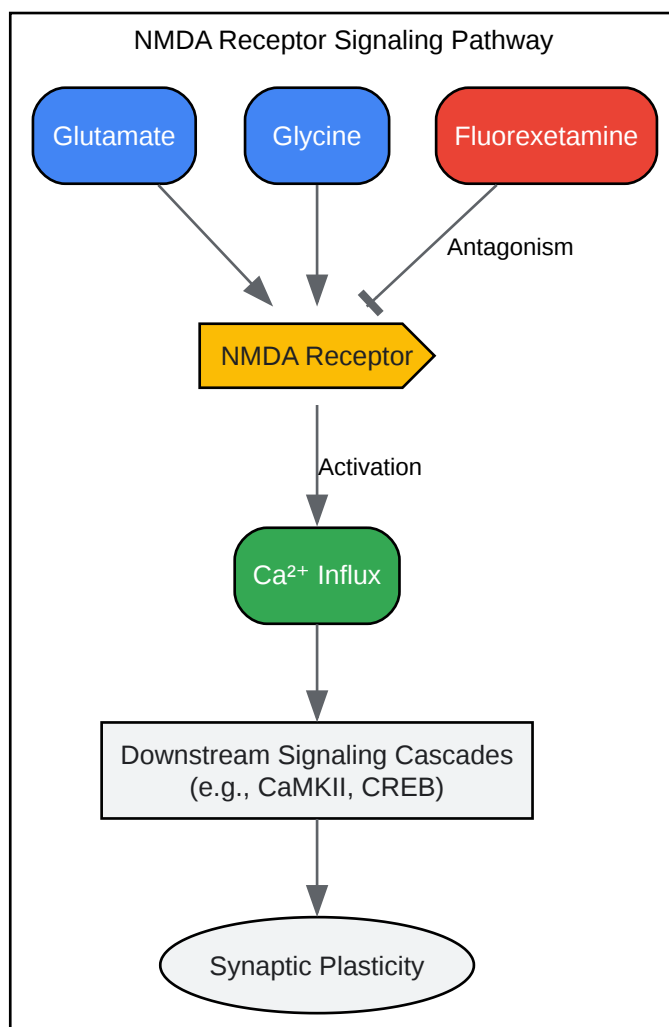 NMDA Receptor Signaling Pathway
Glutamate
Glycine
Fluorexetamine
Antagonism
NMDA Receptor
Activation
Ca²⁺ Influx
Downstream Signaling Cascades
(e.g., CaMKII, CREB)
Synaptic Plasticity